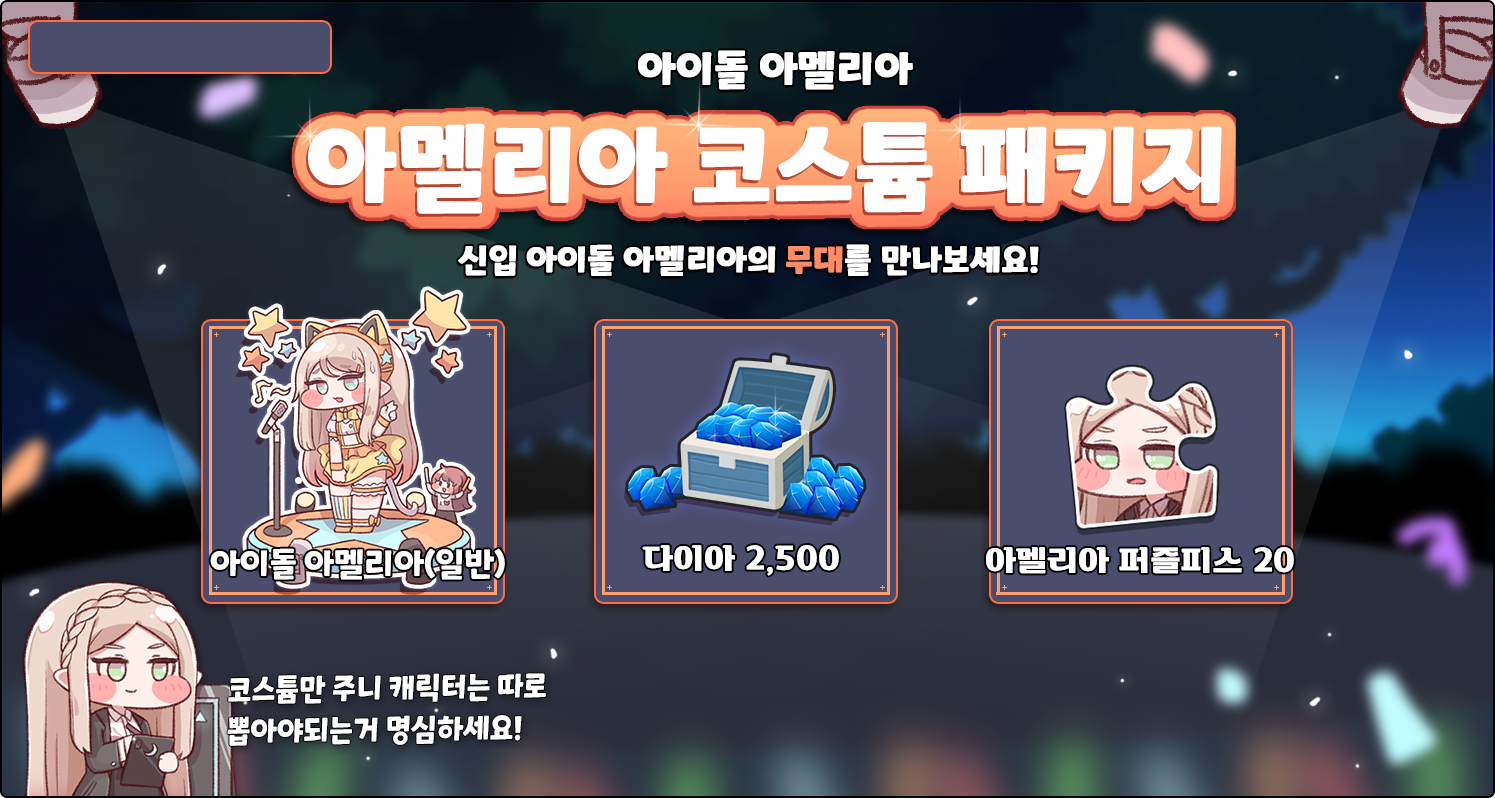 아이돌 아멜리아
아멜리아 코스튬 패키지
신입 아이돌 아멜리아의 무대를 만나보세요!
아이돌 아멜리아(일반)
다이아 2,500
아멜리아 퍼즐피스 20
코스튬만 주니 캐릭터는 따로
뽑아야되는거 명심하세요!